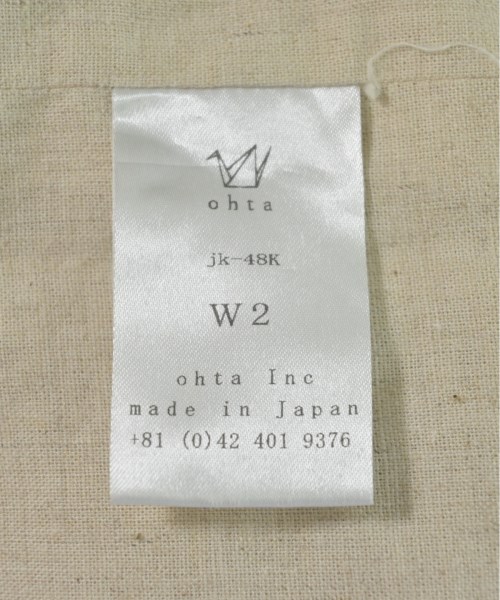 ohta
jk-48K
W2
ohta Inc
made in Japan
+81 (0)42 401 9376